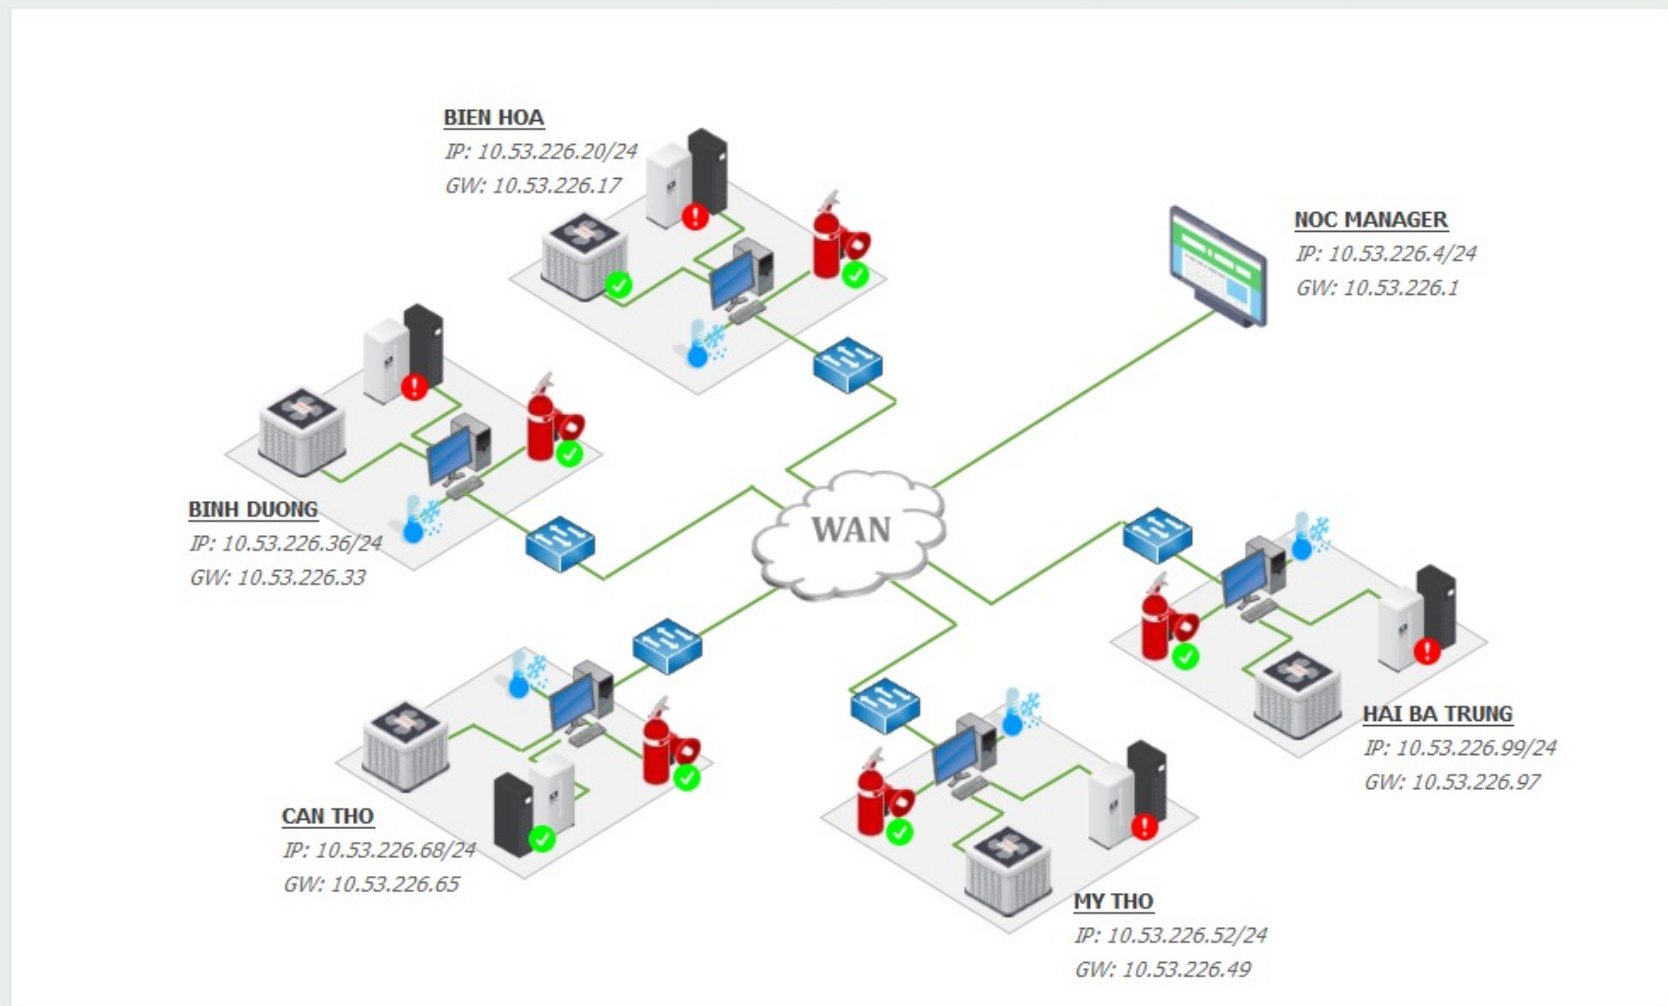 BIEN HOA
IP: 10.53.226.20/24
GW: 10.53.226.17
NOC MANAGER
IP: 10.53.226.4/24
GW: 10.53.226.1
BINH DUONG
IP: 10.53.226.36/24
GW: 10.53.226.33
WAN
HAI BA TRUNG
IP: 10.53.226.99/24
GW: 10.53.226.97
CAN THO
IP: 10.53.226.68/24
GW: 10.53.226.65
MY THO
IP: 10.53.226.52/24
GW: 10.53.226.49